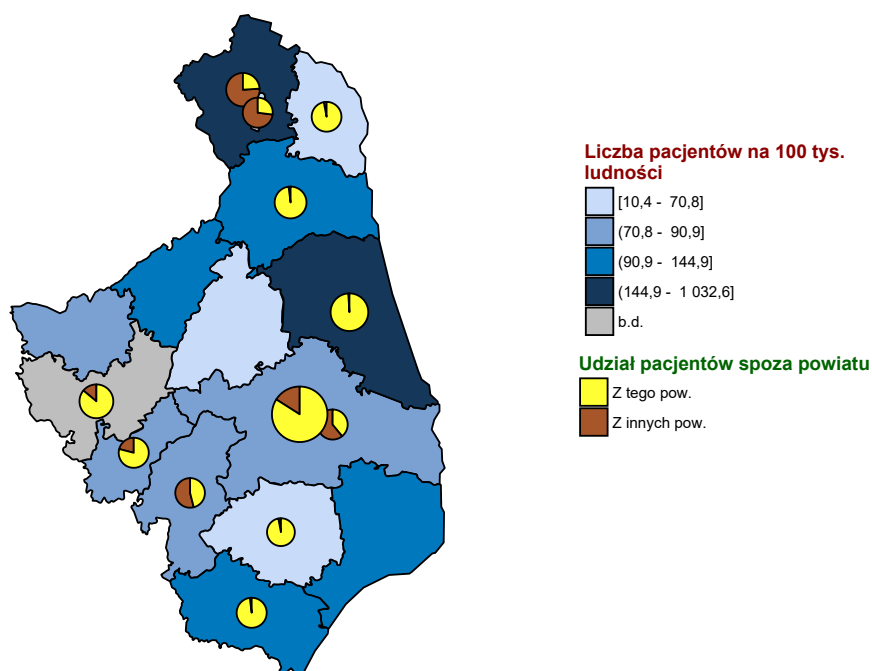 Liczba pacjentów na 100 tys.
ludności
[10,4 - 70,8]
(70,8 - 90,9]
(90,9 - 144,9]
(144,9 - 1 032,6]
b.d.
Udział pacjentów spoza powiatu
Z tego pow.
Z innych pow.